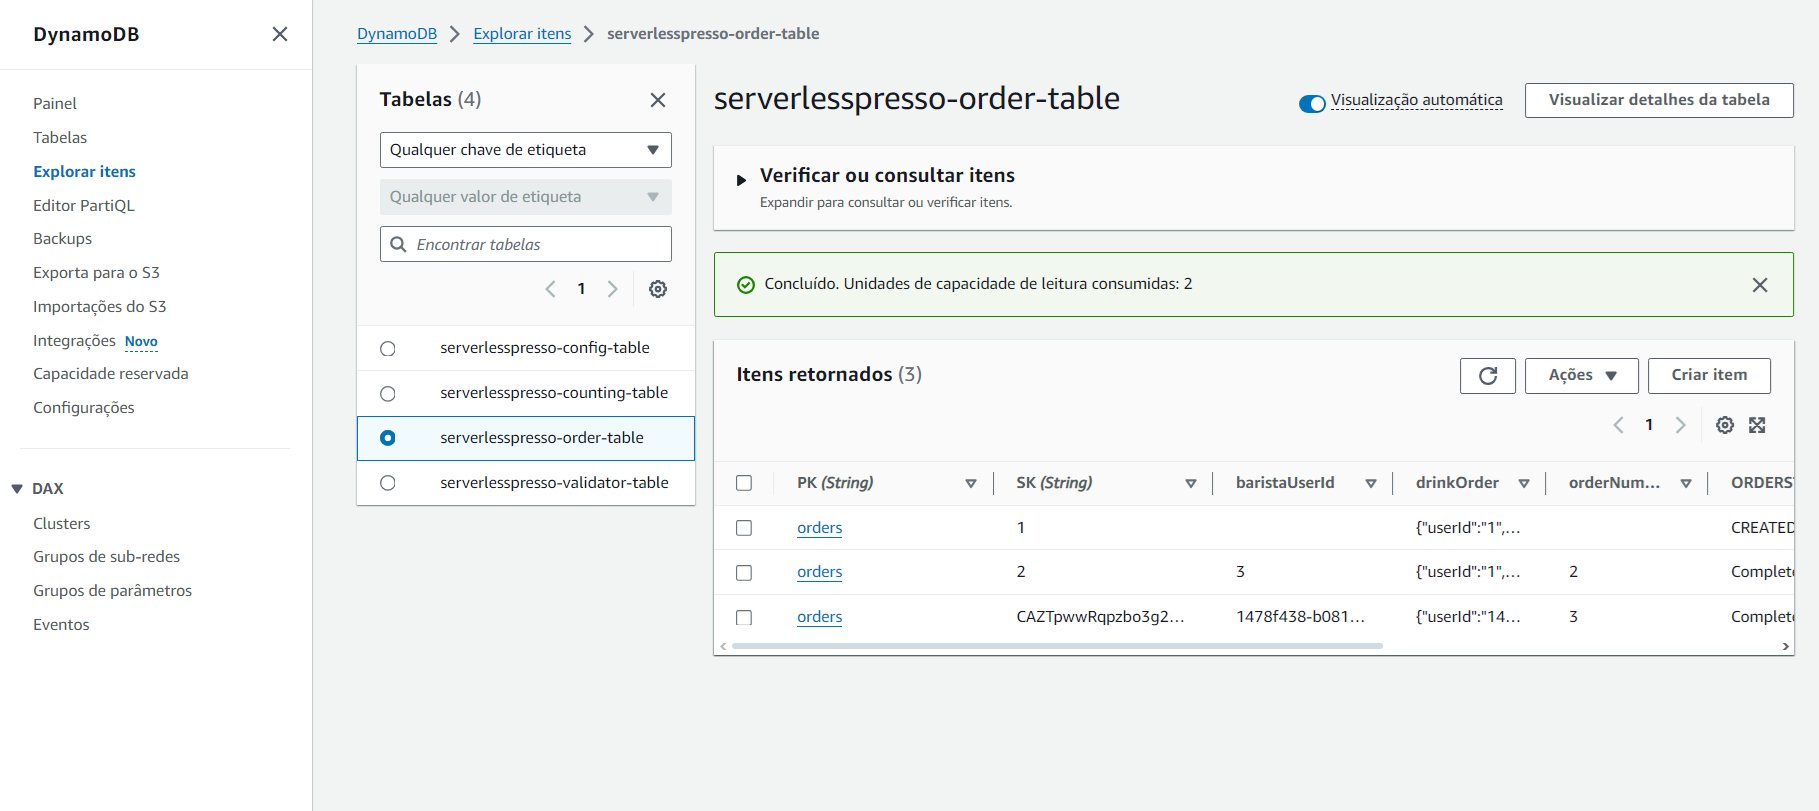 DynamoDB
Painel
Tabelas
Explorar itens
Editor PartiQL
Backups
Exporta para o S3
Importações do S3
Integrações Novo
Capacidade reservada
Configurações
DAX
Clusters
Grupos de sub-redes
Grupos de parâmetros
Eventos
DynamoDB Explorar itens serverlesspresso-order-table
Tabelas (4)
Qualquer chave de etiqueta
Qualquer valor de etiqueta
Encontrar tabelas
1
serverlesspresso-config-table
serverlesspresso-counting-table
serverlesspresso-order-table
serverlesspresso-validator-table
serverlesspresso-order-table
Visualização automática
Visualizar detalhes da tabela
Verificar ou consultar itens
Expandir para consultar ou verificar itens.
Concluído. Unidades de capacidade de leitura consumidas: 2
Itens retornados (3)
Ações
Criar item
1
PK (String) SK (String) baristaUserId drinkOrder orderNum... ORDERS
orders 1 {"userId":"1",... CREATED
orders 2 3 {"userId":"1",... 2 Complete
orders CAZTpwwRqpzbo3g2... 1478f438-b081... {"userId":"14... 3 Complete